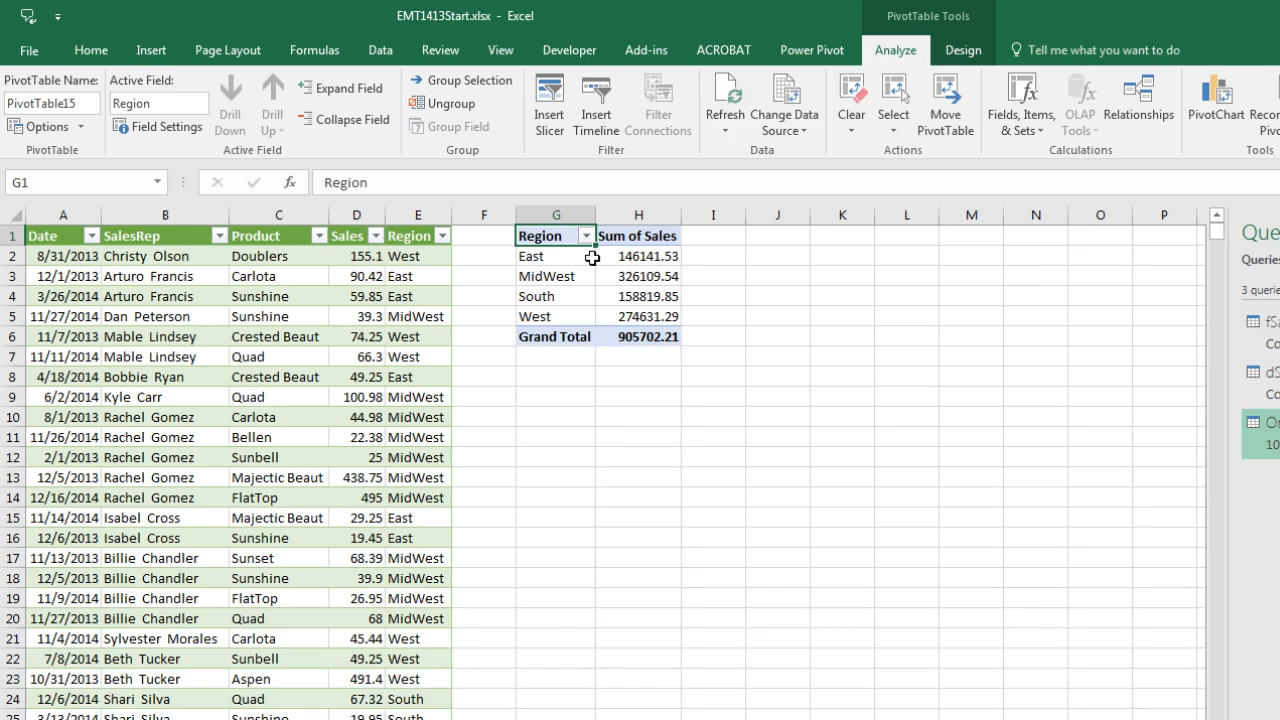 EMT1413Start.xlsx - Excel
PivotTable Tools
File Home Insert Page Layout Formulas Data Review View Developer Add-ins ACROBAT Power Pivot Analyze Design Tell me what you want to do
PivotTable Name: Active Field:
PivotTable15 Region
Options Field Settings
Drill Down Drill Up
Expand Field
Collapse Field
Group Selection
Ungroup
Group Field
Insert Slicer Insert Timeline Filter Connections
Refresh Change Data Source
Clear Select Move PivotTable
Fields, Items, & Sets OLAP Tools Relationships
PivotChart
PivotTable Active Field Group Filter Data Actions Calculations Tools
G1 fx Region
A B C D E F G H I J K L M N O P
1 Date SalesRep Product Sales Region Region Sum of Sales
2 8/31/2013 Christy Olson Doublers 155.1 West East 146141.53
3 12/1/2013 Arturo Francis Carlota 90.42 East MidWest 326109.54
4 3/26/2014 Arturo Francis Sunshine 59.85 East South 158819.85
5 11/27/2014 Dan Peterson Sunshine 39.3 MidWest West 274631.29
6 11/7/2013 Mable Lindsey Crested Beaut 74.25 West Grand Total 905702.21
7 11/11/2014 Mable Lindsey Quad 66.3 West
8 4/18/2014 Bobbie Ryan Crested Beaut 49.25 East
9 6/2/2014 Kyle Carr Quad 100.98 MidWest
10 8/1/2013 Rachel Gomez Carlota 44.98 MidWest
11 11/26/2014 Rachel Gomez Bellen 22.38 MidWest
12 2/1/2013 Rachel Gomez Sunbell 25 MidWest
13 12/5/2013 Rachel Gomez Majectic Beaut 438.75 MidWest
14 12/16/2014 Rachel Gomez FlatTop 495 MidWest
15 11/14/2013 Isabel Cross Majectic Beaut 29.25 East
16 12/6/2013 Isabel Cross Sunshine 19.45 East
17 11/13/2013 Billie Chandler Sunset 68.39 MidWest
18 12/5/2013 Billie Chandler Sunshine 39.9 MidWest
19 11/9/2014 Billie Chandler FlatTop 26.95 MidWest
20 11/27/2013 Billie Chandler Quad 68 MidWest
21 11/4/2014 Sylvester Morales Carlota 45.44 West
22 7/8/2014 Beth Tucker Sunbell 49.25 West
23 10/31/2013 Beth Tucker Aspen 491.4 West
24 12/6/2014 Shari Silva Quad 67.32 South
25 3/13/2014 Shari Silva Sunshine 19.95 South
Queries
3 queri
10